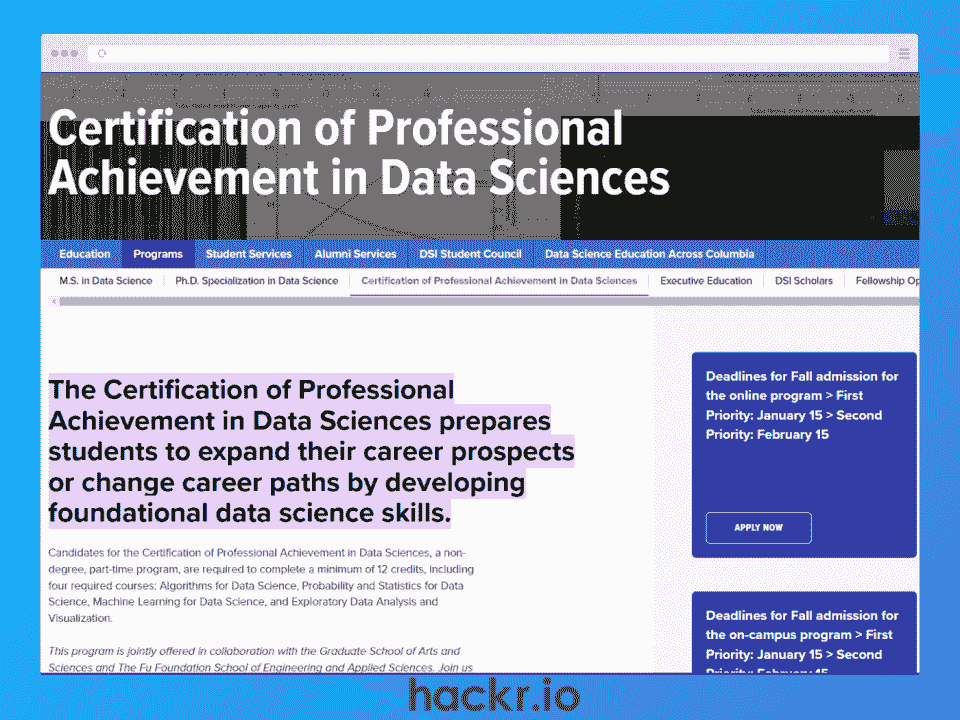 Certification of Professional
Achievement in Data Sciences
Education Programs Student Services Alumni Services DSI Student Council Data Science Education Across Columbia
M.S. in Data Science Ph.D. Specialization in Data Science Certification of Professional Achievement in Data Sciences Executive Education DSI Scholars Fellowship Op
The Certification of Professional
Achievement in Data Sciences prepares
students to expand their career prospects
or change career paths by developing
foundational data science skills.
Candidates for the Certification of Professional Achievement in Data Sciences, a non-
degree, part-time program, are required to complete a minimum of 12 credits, including
four required courses: Algorithms for Data Science, Probability and Statistics for Data
Science, Machine Learning for Data Science, and Exploratory Data Analysis and
Visualization.
This program is jointly offered in collaboration with the Graduate School of Arts and
Sciences and The Fu Foundation School of Engineering and Applied Sciences. Join us
Deadlines for Fall admission for
the online program > First
Priority: January 15 > Second
Priority: February 15
APPLY NOW
Deadlines for Fall admission for
the on-campus program > First
Priority: January 15 > Second
Priority: February 15
hackr.io